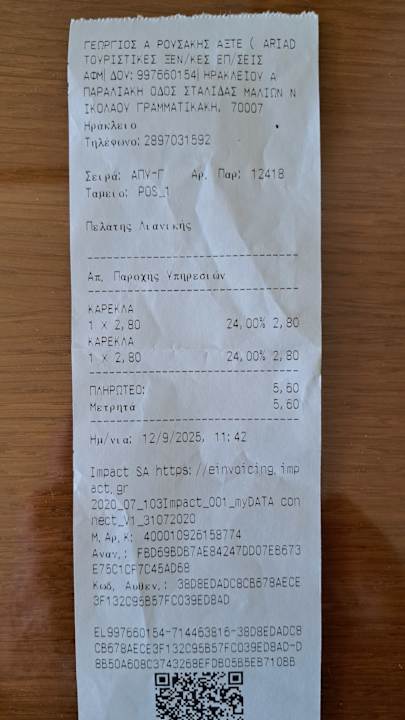 ΓΕΩΡΓΙΟΣ Α ΡΟΥΣΑΚΗΣ ΑΞΤΕ ( ARIAD
ΤΟΥΡΙΣΤΙΚΕΣ ΞΕΝ/ΚΕΣ ΕΠ/ΣΕΙΣ
ΑΦΜ| ΔΟΥ: 997660154| ΗΡΑΚΛΕΙΟΥ Α
ΠΑΡΑΛΙΑΚΗ ΟΔΟΣ ΣΤΑΛΙΔΑΣ ΜΑΛΙΩΝ Ν
ΙΚΟΛΑΟΥ ΓΡΑΜΜΑΤΙΚΑΚΗ, 70007
Ηράκλειο
Τηλέφωνο: 2897031592
Σειρά: ΑΠΥ-Γ Αρ. Παρ: 12418
Ταμείο: POS_1
Πελάτης Λιανικής
Απ. Παροχής Υπηρεσιών
ΚΑΡΕΚΛΑ
1 X 2,80 24,00% 2,80
ΚΑΡΕΚΛΑ
1 X 2,80 24,00% 2,80
ΠΛΗΡΩΤΕΟ: 5,60
Μετρητά 5,60
Ημ/νια: 12/9/2025, 11:42
Impact SA https://einvoicing.imp
act.gr
2020_07_103Impact_001_myDATA con
nect_V1_31072020
Μ.Αρ.Κ: 400010926158774
Αναγ.: FBD69BDB7AE84247DD07EB673
E75C1CF7C45AD68
Κωδ. Αυθεν.: 38D8EDADC8CB678AECE
3F132C95B57FC039ED8AD
EL997660154-714463816-38D8EDADC8
CB678AECE3F132C95B57FC039ED8AD-D
8B50A608C3743268EFDB05B5EB710BB